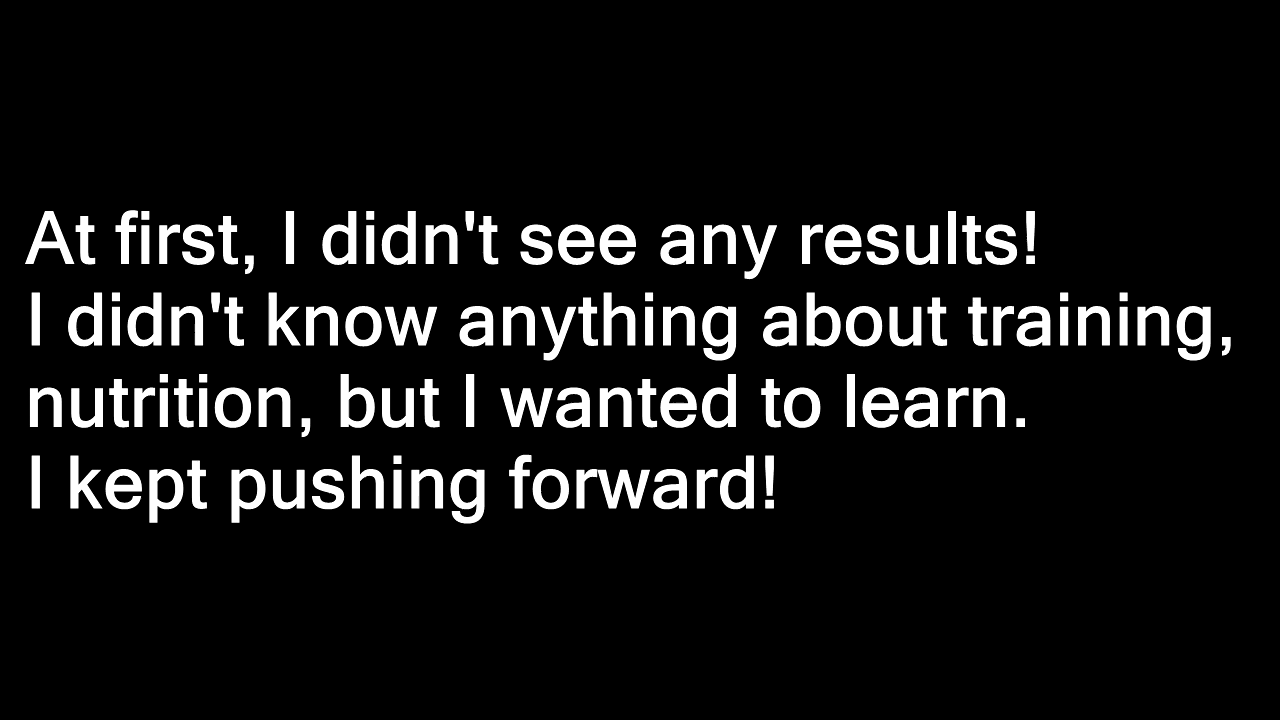 At first, I didn't see any results!
I didn't know anything about training,
nutrition, but I wanted to learn.
I kept pushing forward!